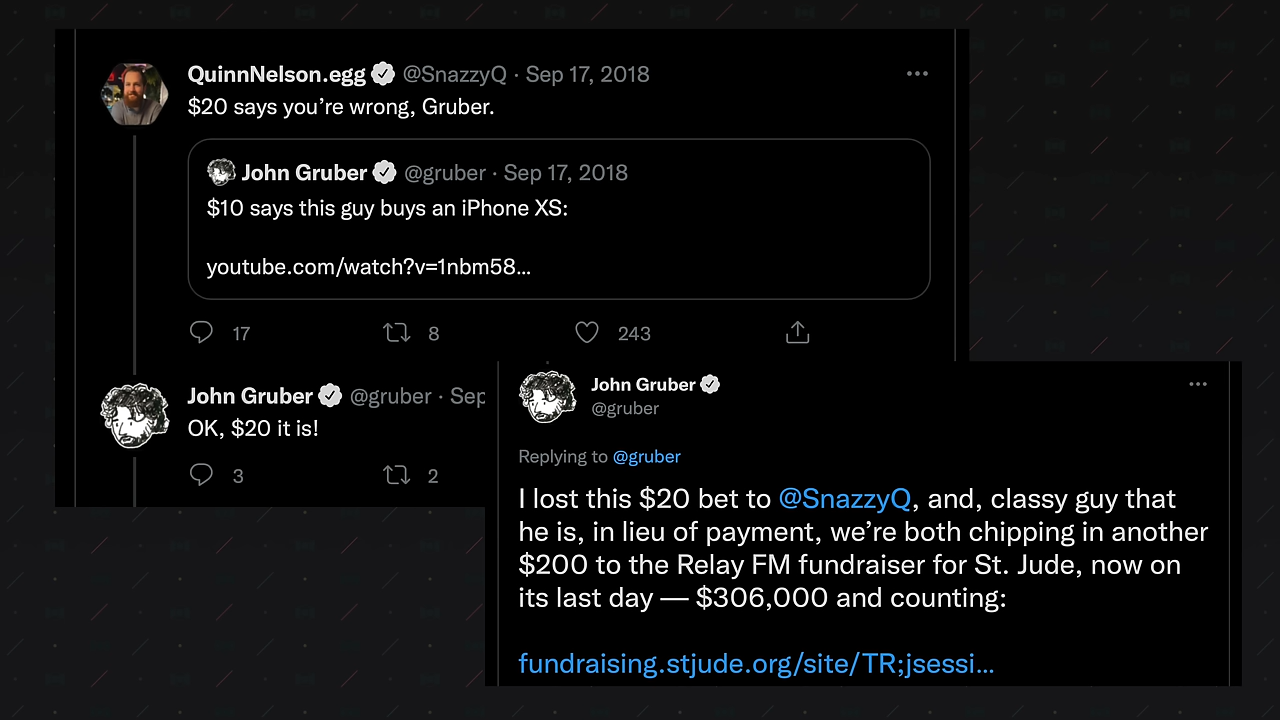 QuinnNelson.egg @SnazzyQ · Sep 17, 2018
$20 says you’re wrong, Gruber.
John Gruber @gruber · Sep 17, 2018
$10 says this guy buys an iPhone XS:
youtube.com/watch?v=1nbm58…
17 8 243
John Gruber @gruber · Sep
OK, $20 it is!
3 2
John Gruber
@gruber
Replying to @gruber
I lost this $20 bet to @SnazzyQ, and, classy guy that
he is, in lieu of payment, we’re both chipping in another
$200 to the Relay FM fundraiser for St. Jude, now on
its last day — $306,000 and counting:
fundraising.stjude.org/site/TR;jsessi…